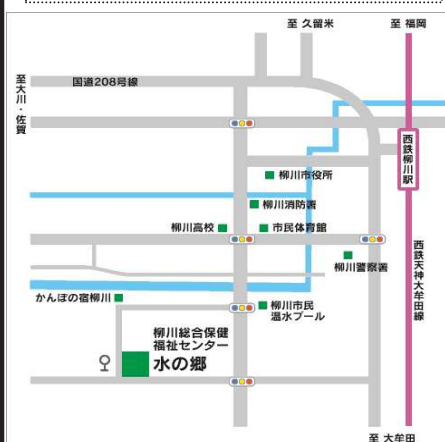 至 久留米
至 福岡
至大川・佐賀
国道208号線
西鉄柳川駅
柳川市役所
柳川消防署
柳川高校
市民体育館
柳川警察署
西鉄天神大牟田線
かんぽの宿柳川
柳川市民
温水プール
柳川総合保健
福祉センター
水の郷
至 大牟田